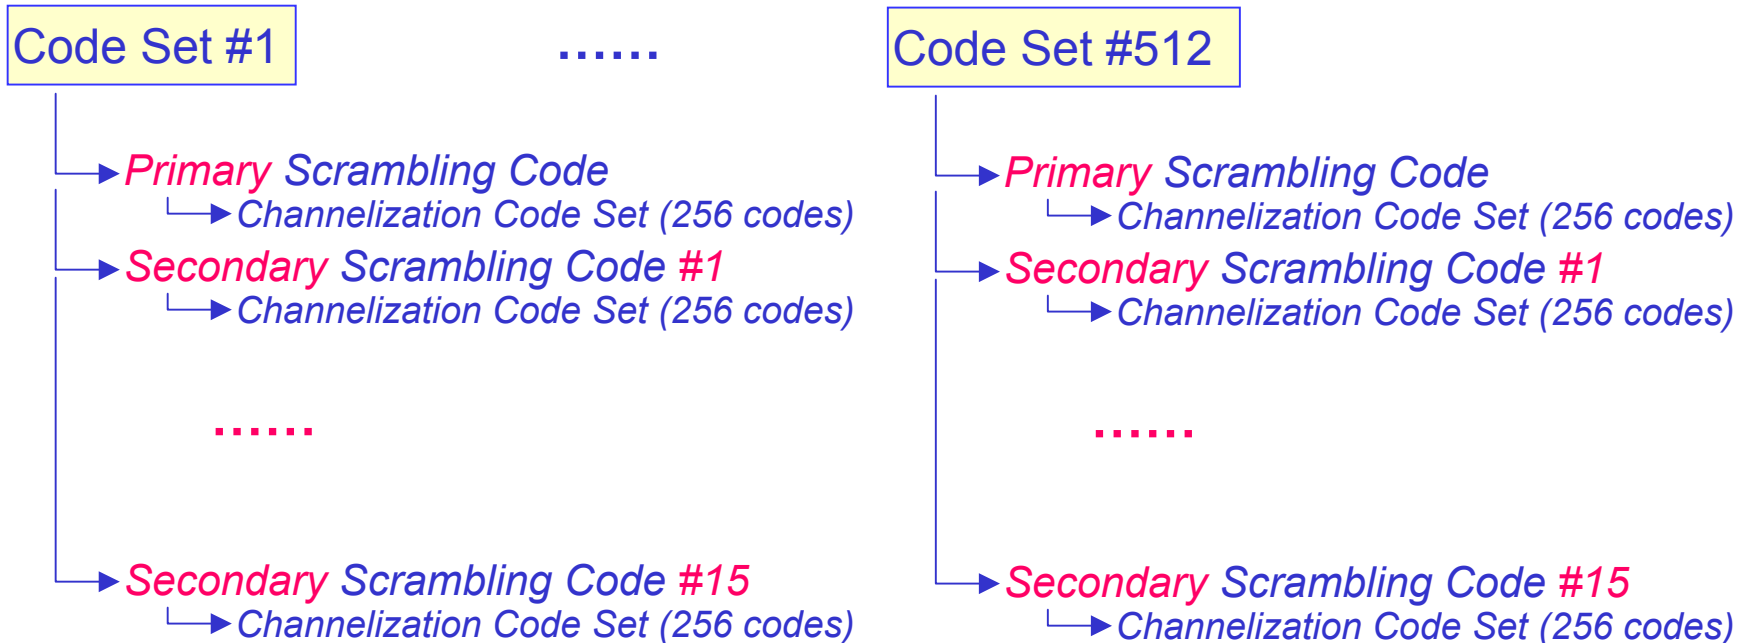 Code Set #1
......
Code Set #512
Primary Scrambling Code
Channelization Code Set (256 codes)
Secondary Scrambling Code #1
Channelization Code Set (256 codes)
......
Secondary Scrambling Code #15
Channelization Code Set (256 codes)
Primary Scrambling Code
Channelization Code Set (256 codes)
Secondary Scrambling Code #1
Channelization Code Set (256 codes)
......
Secondary Scrambling Code #15
Channelization Code Set (256 codes)